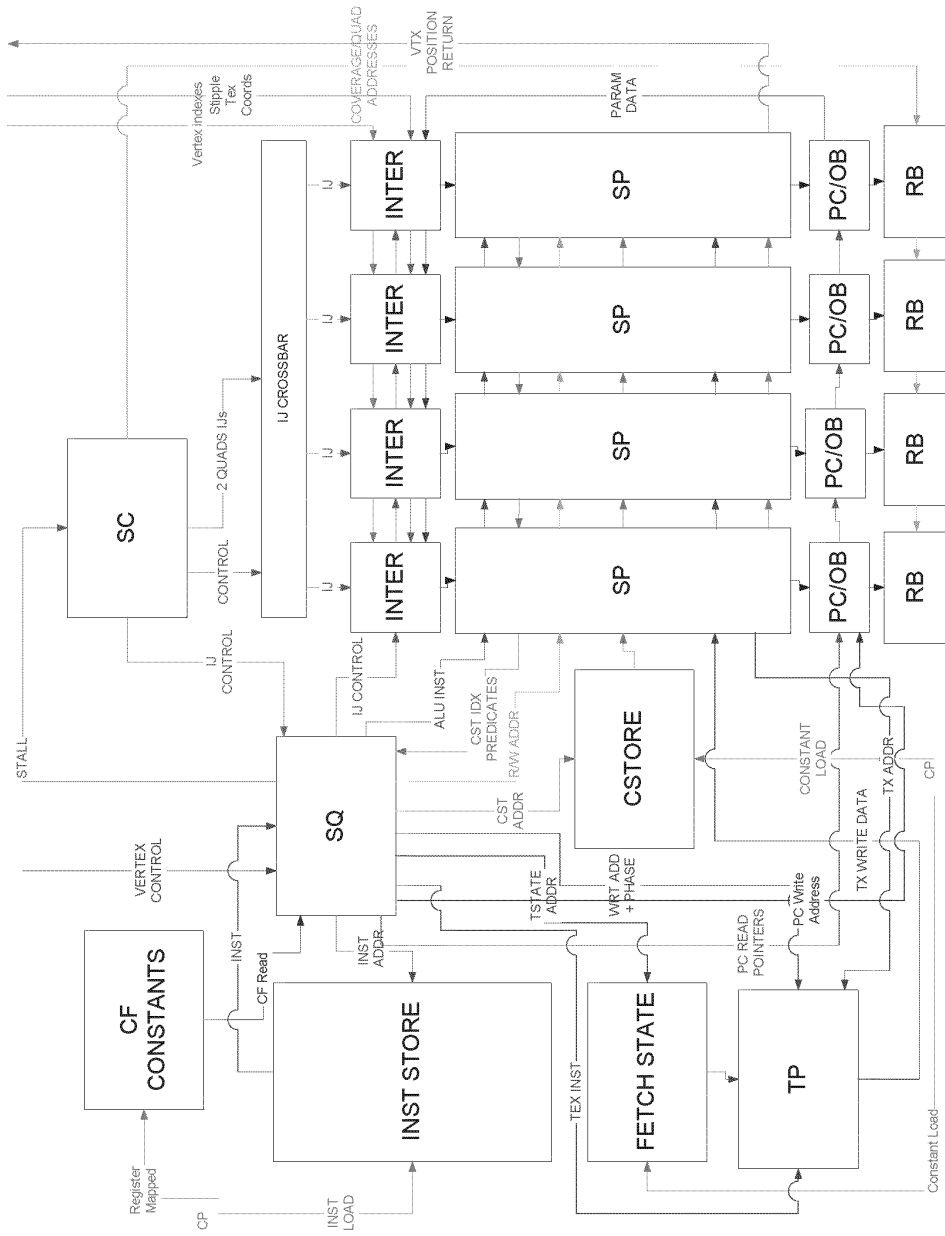 Vertex Indexes
Stipple
Tex
Coords
COVERAGE/QUAD
ADDRESSES
VTX
POSITION
RETURN
STALL
SC
CONTROL
2 QUADS IJs
IJ
CONTROL
IJ CROSSBAR
IJ
IJ
IJ
IJ
INTER
INTER
INTER
INTER
PARAM
DATA
SP
SP
SP
SP
PC/OB
PC/OB
PC/OB
PC/OB
RB
RB
RB
RB
VERTEX
CONTROL
SQ
IJ CONTROL
ALU INST
CST IDX
PREDICATES
R/W ADDR
CST
ADDR
CSTORE
CONSTANT
LOAD
CP
TX ADDR
TX WRITE DATA
WRT ADD
+ PHASE
PC Write
Address
TSTATE
ADDR
PC READ
POINTERS
INST
CF Read
INST
ADDR
CF
CONSTANTS
INST STORE
FETCH STATE
TP
TEX INST
Register
Mapped
CP
INST
LOAD
Constant Load